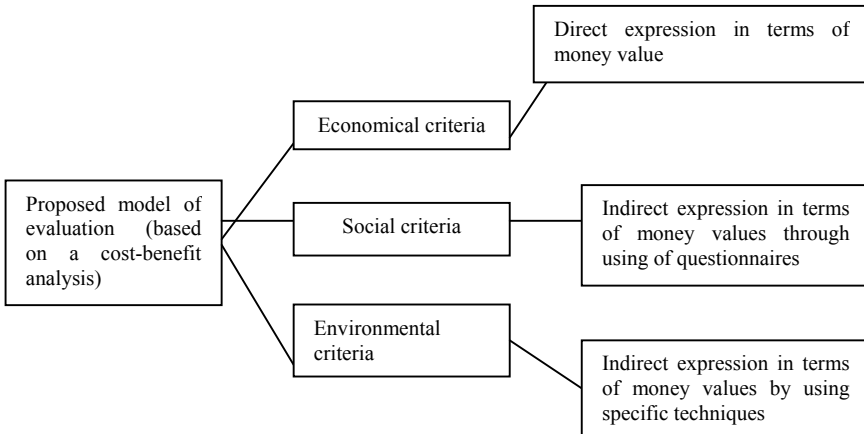 Direct expression in terms of
money value
Economical criteria
Proposed model of
evaluation (based
on a cost-benefit
analysis)
Social criteria
Indirect expression in terms
of money values through
using of questionnaires
Environmental
criteria
Indirect expression in terms
of money values by using
specific techniques